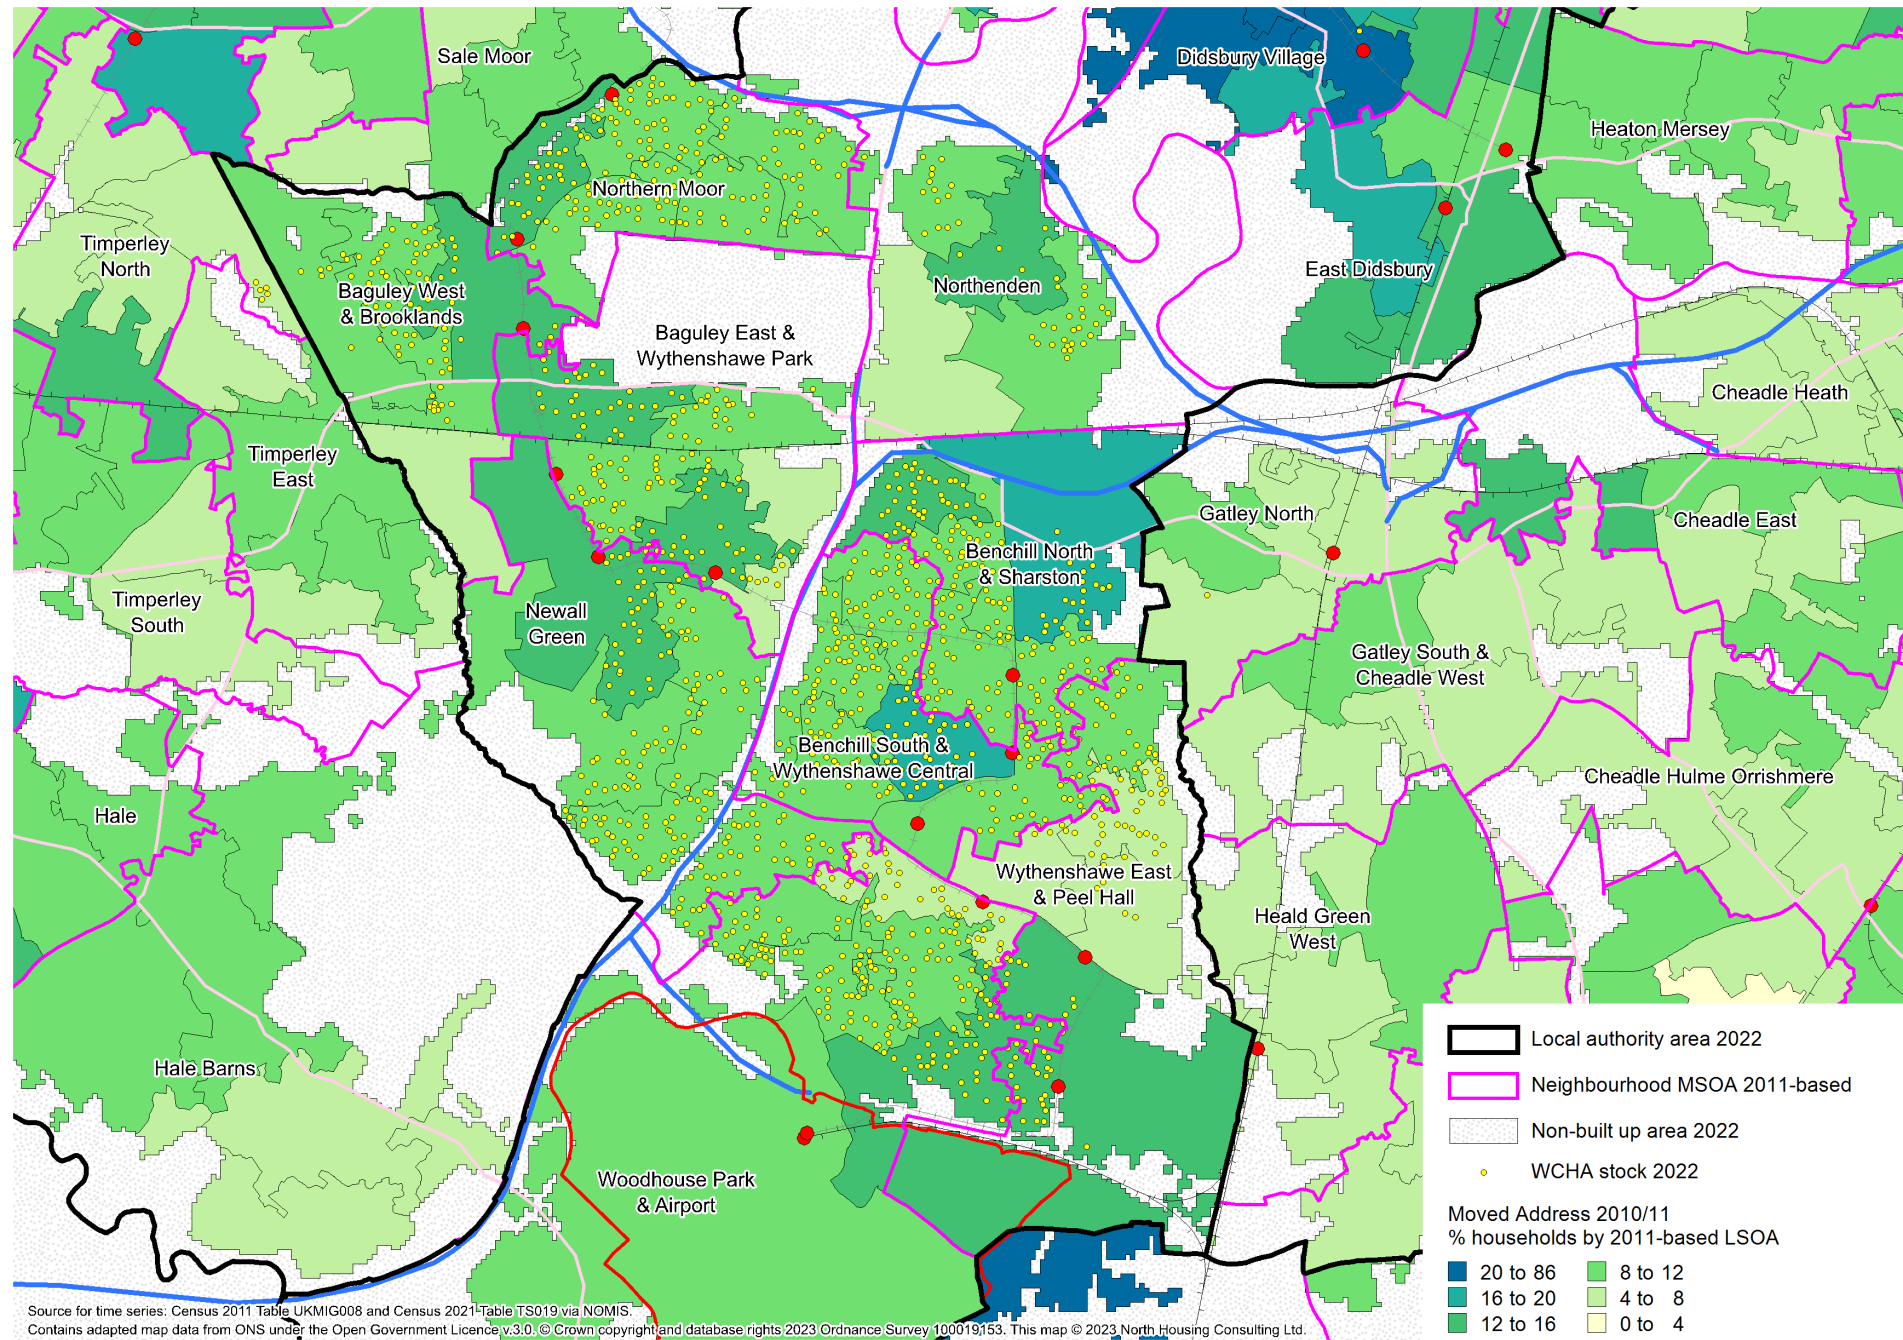 Sale Moor
Didsbury Village
Heaton Mersey
Northern Moor
Timperley
North
Baguley West
& Brooklands
Northenden
East Didsbury
Baguley East &
Wythenshawe Park
Cheadle Heath
Timperley
East
Gatley North
Cheadle East
Benchill North
& Sharston
Timperley
South
Newall
Green
Gatley South &
Cheadle West
Benchill South &
Wythenshawe Central
Cheadle Hulme Orrishmere
Hale
Wythenshawe East
& Peel Hall
Heald Green
West
Hale Barns
Woodhouse Park
& Airport
Local authority area 2022
Neighbourhood MSOA 2011-based
Non-built up area 2022
WCHA stock 2022
Moved Address 2010/11
% households by 2011-based LSOA
20 to 86
8 to 12
16 to 20
4 to 8
12 to 16
0 to 4
Source for time series: Census 2011 Table UKMIG008 and Census 2021 Table TS019 via NOMIS.
Contains adapted map data from ONS under the Open Government Licence v.3.0. © Crown copyright and database rights 2023 Ordnance Survey 100019153. This map © 2023 North Housing Consulting Ltd.